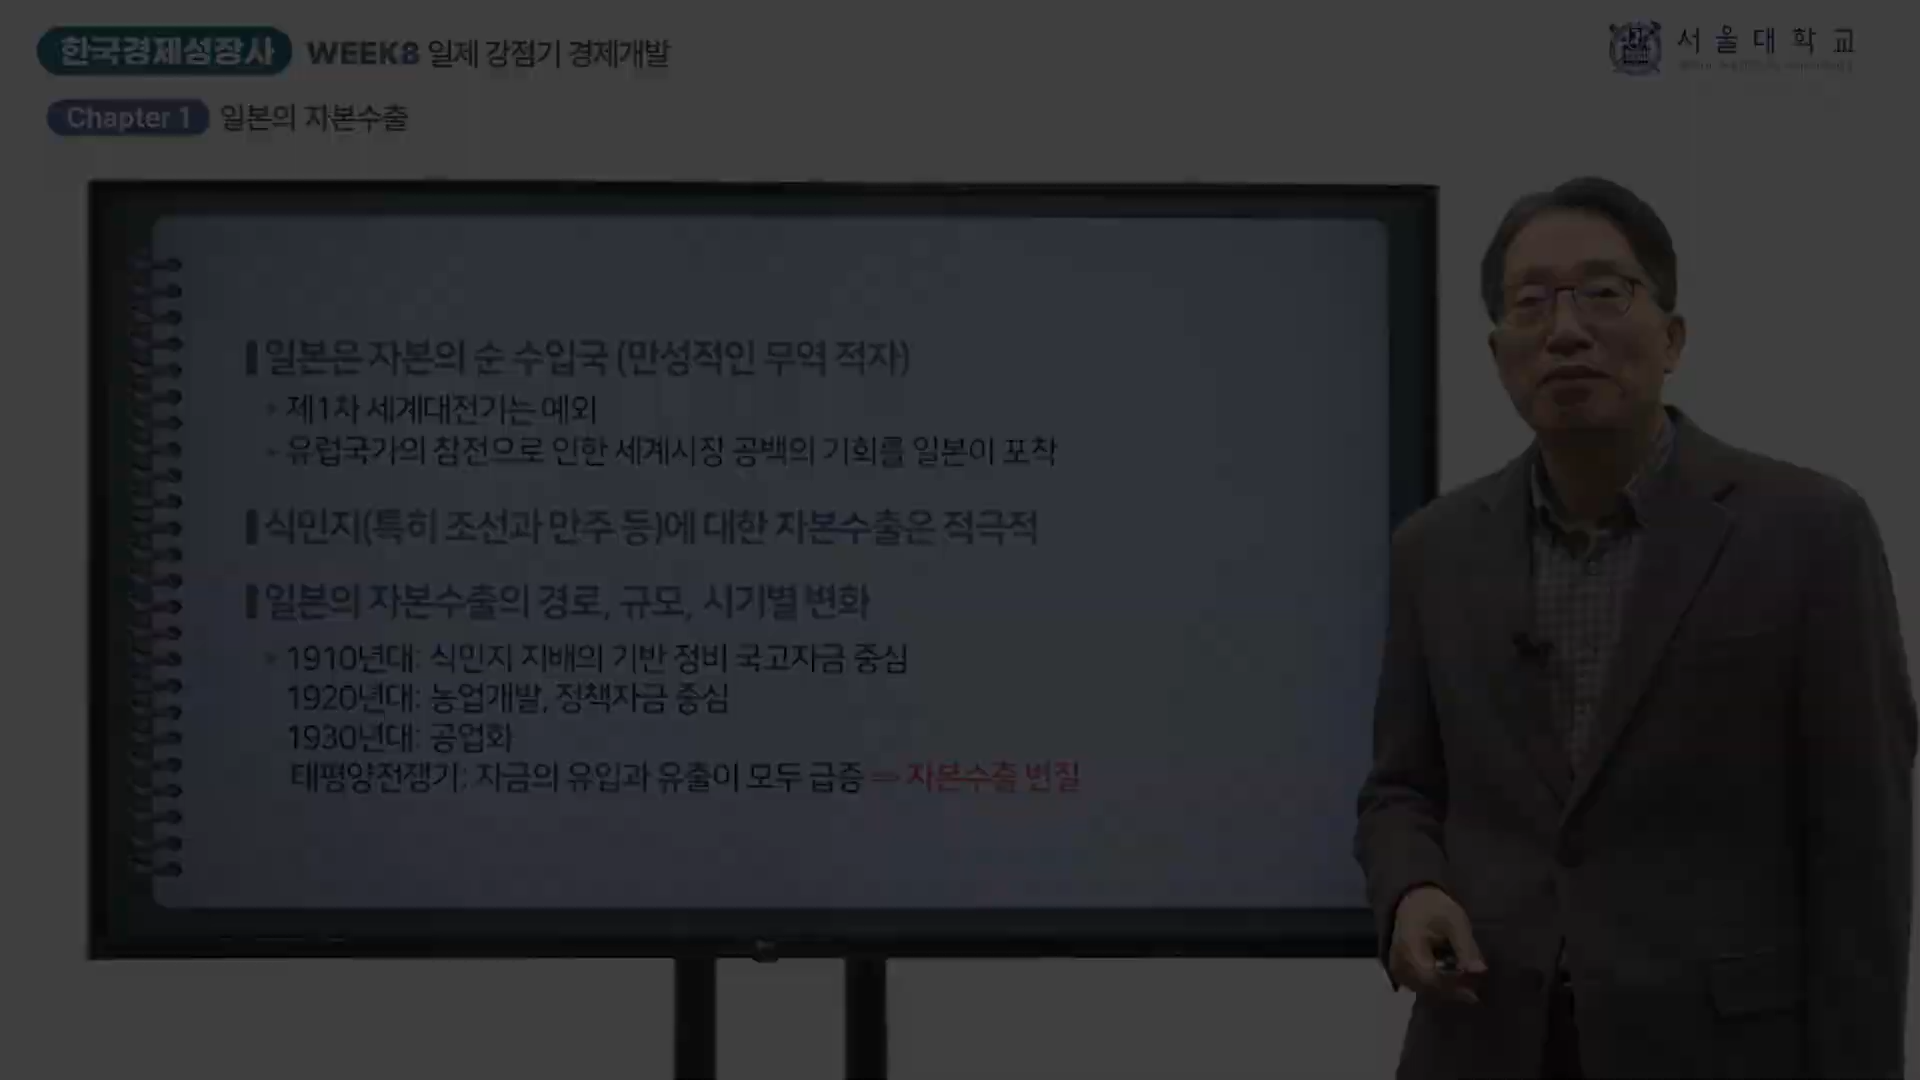 한국경제성장사 WEEK8 일제 강점기 경제개발
서울대학교
Chapter 1 일본의 자본수출
일본은 자본의 순 수입국 (만성적인 무역 적자)
• 제1차 세계대전기는 예외
• 유럽국가의 참전으로 인한 세계시장 공백의 기회를 일본이 포착
식민지(특히 조선과 만주 등)에 대한 자본수출은 적극적
일본의 자본수출의 경로, 규모, 시기별 변화
• 1910년대: 식민지 지배의 기반 정비 국고자금 중심
1920년대: 농업개발, 정책자금 중심
1930년대: 공업화
태평양전쟁기: 자금의 유입과 유출이 모두 급증 ⇒ 자본수출 변질